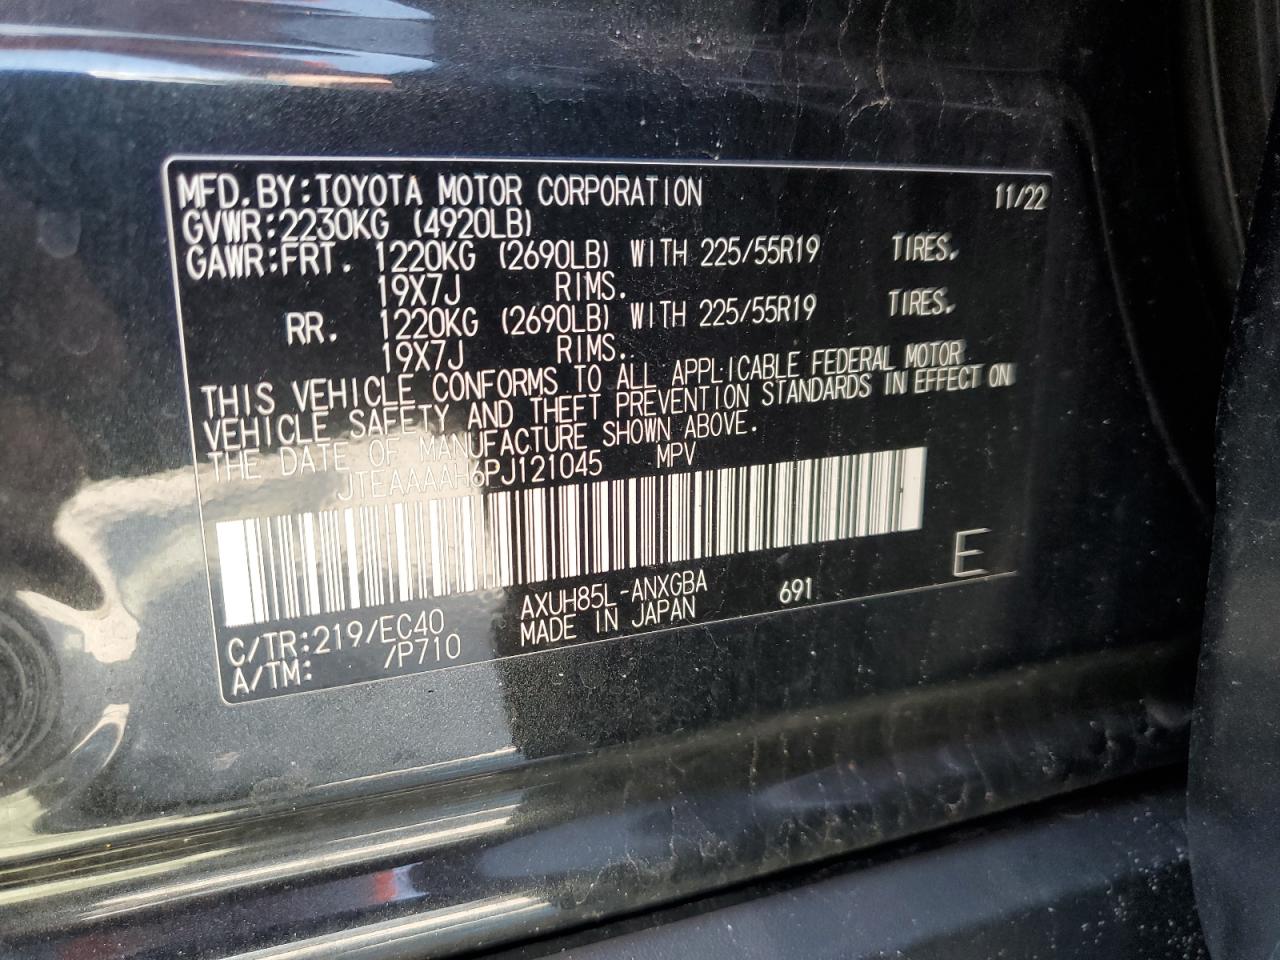 MFD.BY:TOYOTA MOTOR CORPORATION 11/22
GVWR:2230KG (4920LB)
GAWR:FRT. 1220KG (2690LB) WITH 225/55R19 TIRES.
19X7J RIMS.
RR. 1220KG (2690LB) WITH 225/55R19 TIRES.
19X7J RIMS.
THIS VEHICLE CONFORMS TO ALL APPLICABLE FEDERAL MOTOR
VEHICLE SAFETY AND THEFT PREVENTION STANDARDS IN EFFECT ON
THE DATE OF MANUFACTURE SHOWN ABOVE.
JTEAAAAH6PJ121045 MPV
E
C/TR:219/EC40 AXUH85L-ANXGBA 691
A/TM: /P710 MADE IN JAPAN